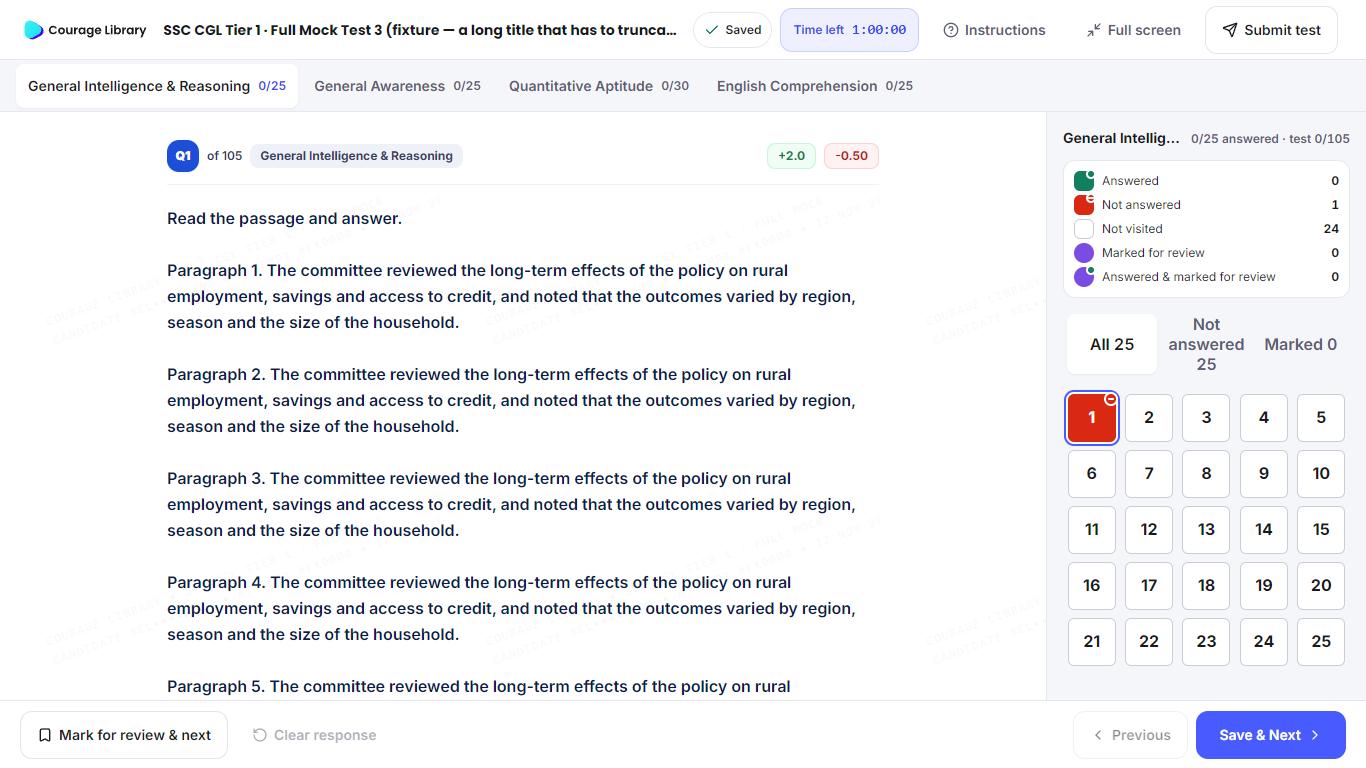 Courage Library
SSC CGL Tier 1 · Full Mock Test 3 (fixture — a long title that has to trunca...
Saved
Time left 1:00:00
Instructions
Full screen
Submit test
General Intelligence & Reasoning 0/25
General Awareness 0/25
Quantitative Aptitude 0/30
English Comprehension 0/25
Q1 of 105 General Intelligence & Reasoning
+2.0 -0.50
Read the passage and answer.
Paragraph 1. The committee reviewed the long-term effects of the policy on rural
employment, savings and access to credit, and noted that the outcomes varied by region,
season and the size of the household.
Paragraph 2. The committee reviewed the long-term effects of the policy on rural
employment, savings and access to credit, and noted that the outcomes varied by region,
season and the size of the household.
Paragraph 3. The committee reviewed the long-term effects of the policy on rural
employment, savings and access to credit, and noted that the outcomes varied by region,
season and the size of the household.
Paragraph 4. The committee reviewed the long-term effects of the policy on rural
employment, savings and access to credit, and noted that the outcomes varied by region,
season and the size of the household.
Paragraph 5. The committee reviewed the long-term effects of the policy on rural
General Intellig... 0/25 answered · test 0/105
Answered 0
Not answered 1
Not visited 24
Marked for review 0
Answered & marked for review 0
All 25
Not
answered
25
Marked 0
1 2 3 4 5
6 7 8 9 10
11 12 13 14 15
16 17 18 19 20
21 22 23 24 25
Mark for review & next
Clear response
Previous
Save & Next